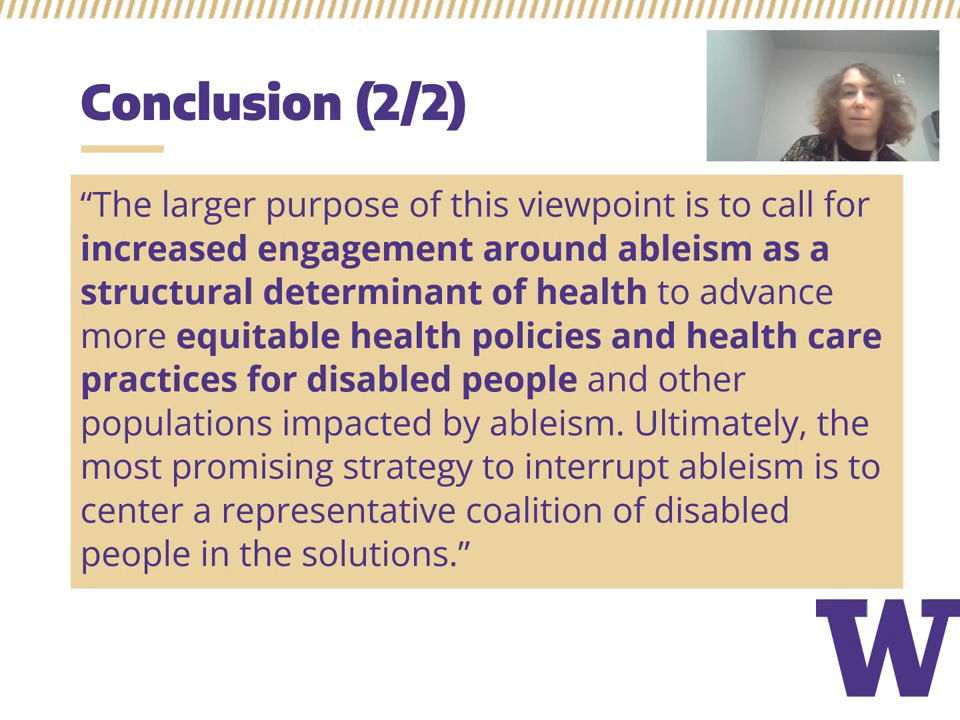 Conclusion (2/2)
“The larger purpose of this viewpoint is to call for
increased engagement around ableism as a
structural determinant of health to advance
more equitable health policies and health care
practices for disabled people and other
populations impacted by ableism. Ultimately, the
most promising strategy to interrupt ableism is to
center a representative coalition of disabled
people in the solutions.”
W